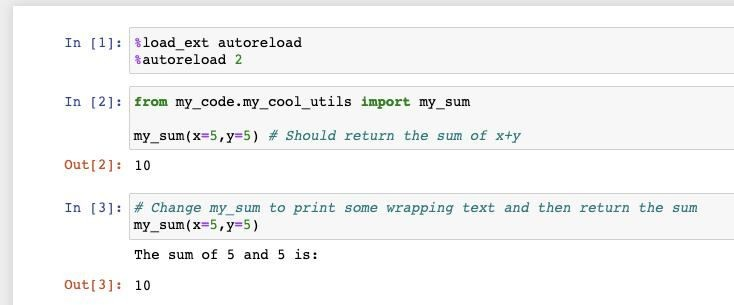 In [1]: %load_ext autoreload
%autoreload 2
In [2]: from my_code.my_cool_utils import my_sum
my_sum(x=5,y=5) # Should return the sum of x+y
Out[2]: 10
In [3]: # Change my_sum to print some wrapping text and then return the sum
my_sum(x=5,y=5)
The sum of 5 and 5 is:
Out[3]: 10